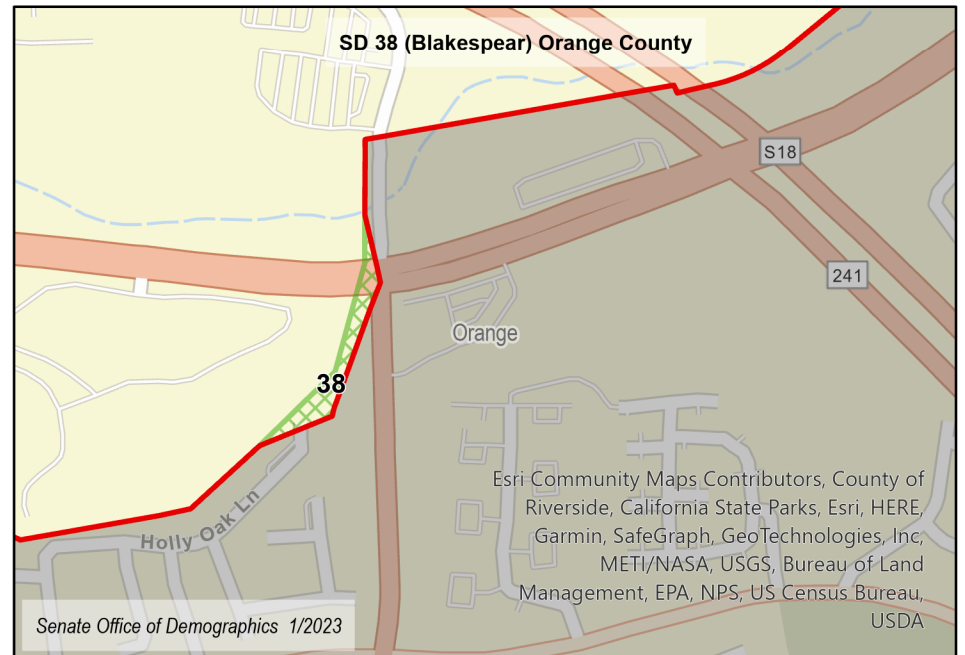 SD 38 (Blakespear) Orange County
S18
241
Orange
38
Holly Oak Ln
Esri Community Maps Contributors, County of
Riverside, California State Parks, Esri, HERE,
Garmin, SafeGraph, GeoTechnologies, Inc,
METI/NASA, USGS, Bureau of Land
Management, EPA, NPS, US Census Bureau,
USDA
Senate Office of Demographics 1/2023